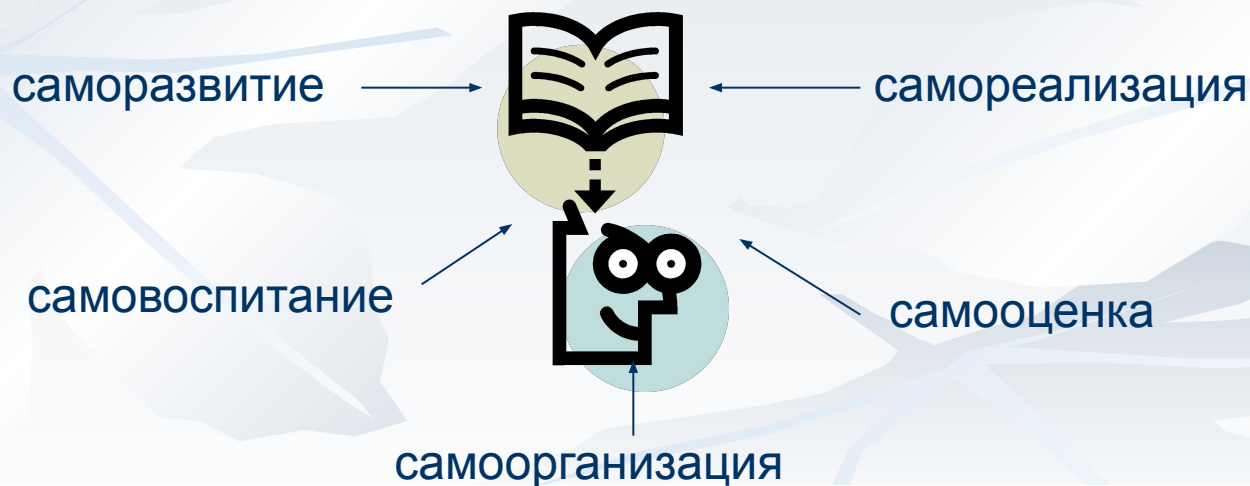 саморазвитие
самореализация
самовоспитание
самооценка
самоорганизация